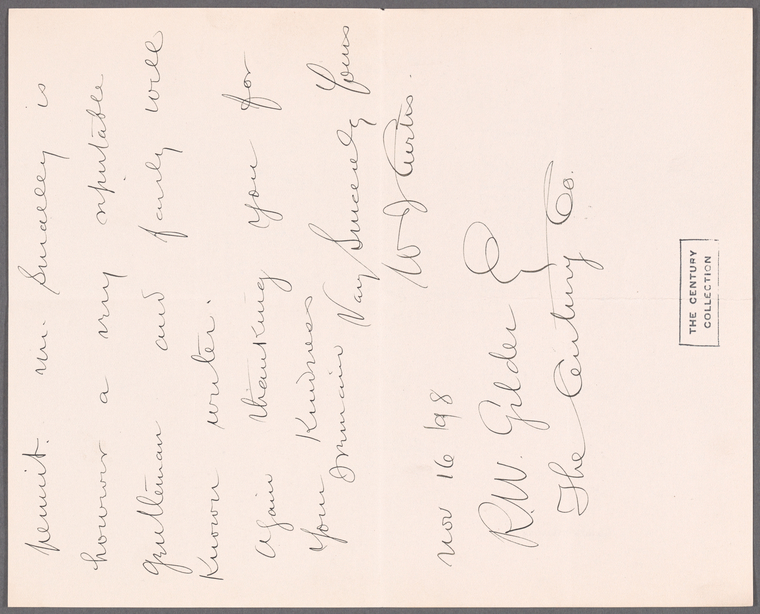 permit. Mr. Smalley is
however a very reputable
gentleman and fairly well
known writer.
Again thanking you for
your kindness
I remain Very Sincerely Yours
W J Curtis.
Nov 16 /98
R. W. Gilder E
The Century Co.
THE CENTURY
COLLECTION